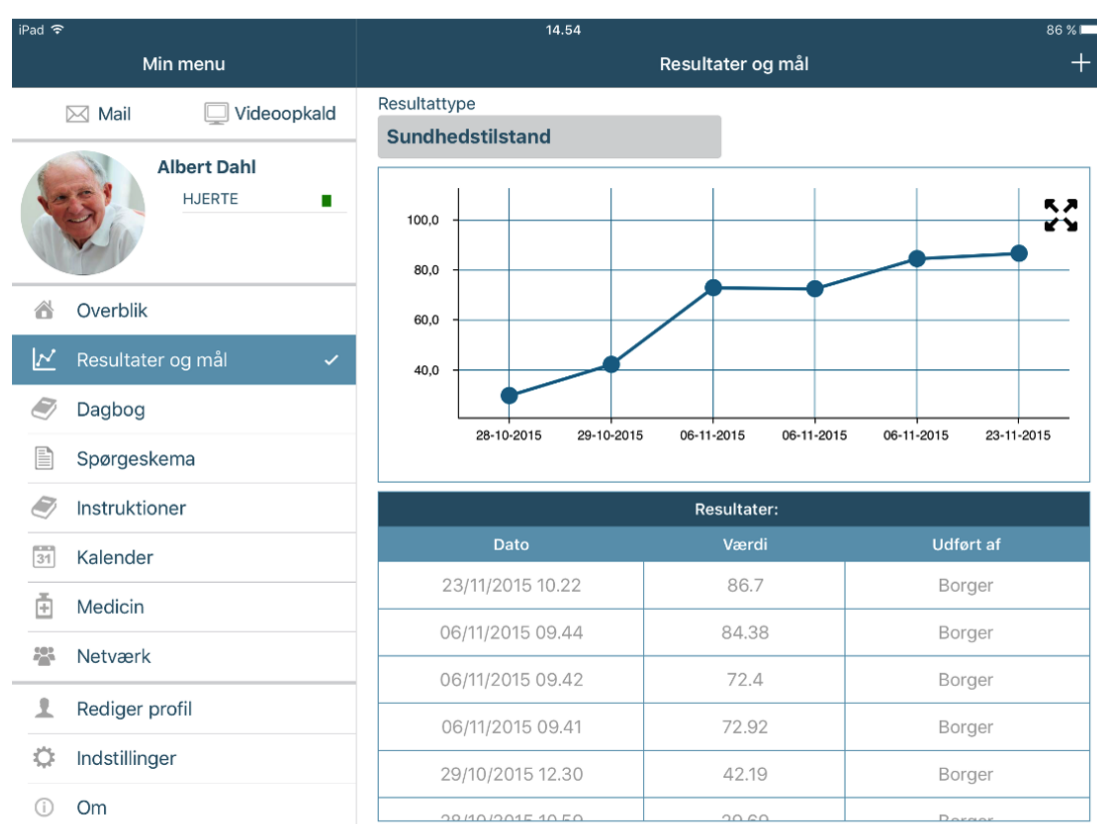 iPad 14.54 86 %
Min menu
Resultater og mål
Mail Videoopkald
Albert Dahl
HJERTE
Overblik
Resultater og mål
Dagbog
Spørgeskema
Instruktioner
31 Kalender
Medicin
Netværk
Rediger profil
Indstillinger
Om
Resultattype
Sundhedstilstand
100,0
80,0
60,0
40,0
28-10-2015 29-10-2015 06-11-2015 06-11-2015 06-11-2015 23-11-2015
Resultater:
Dato Værdi Udført af
23/11/2015 10.22 86.7 Borger
06/11/2015 09.44 84.38 Borger
06/11/2015 09.42 72.4 Borger
06/11/2015 09.41 72.92 Borger
29/10/2015 12.30 42.19 Borger
28/10/2015 Borger